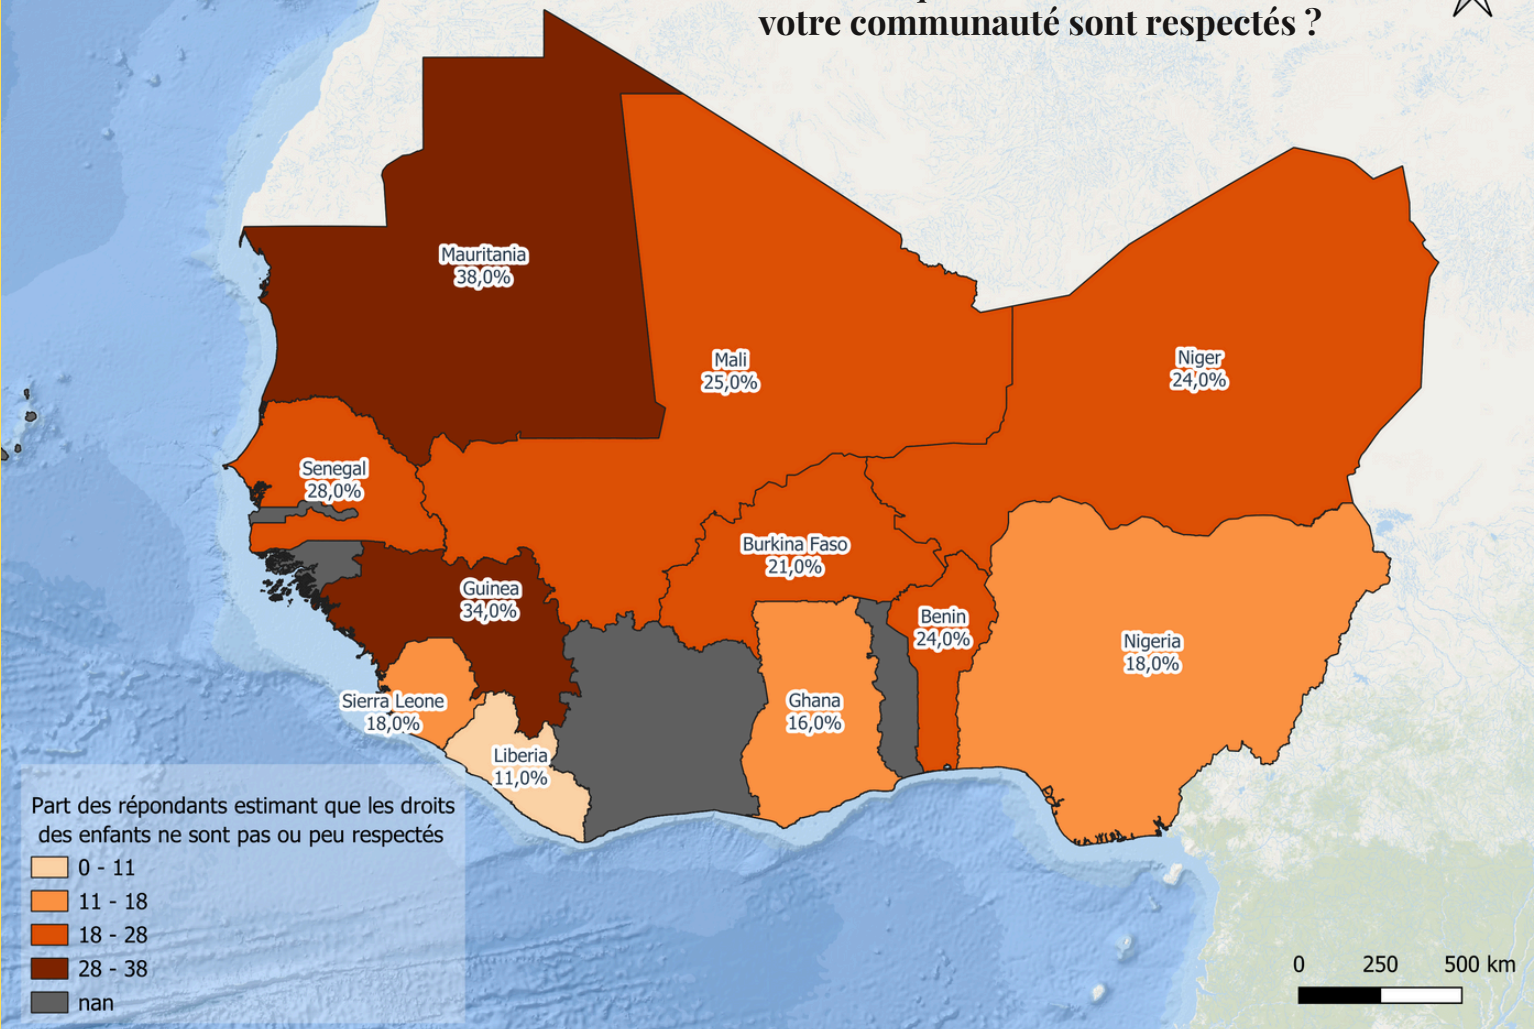 votre communauté sont respectés ?
Mauritania
38,0%
Mali
25,0%
Niger
24,0%
Senegal
28,0%
Burkina Faso
21,0%
Guinea
34,0%
Benin
24,0%
Nigeria
18,0%
Sierra Leone
18,0%
Ghana
16,0%
Liberia
11,0%
Part des répondants estimant que les droits
des enfants ne sont pas ou peu respectés
0 - 11
11 - 18
18 - 28
28 - 38
nan
0 250 500 km